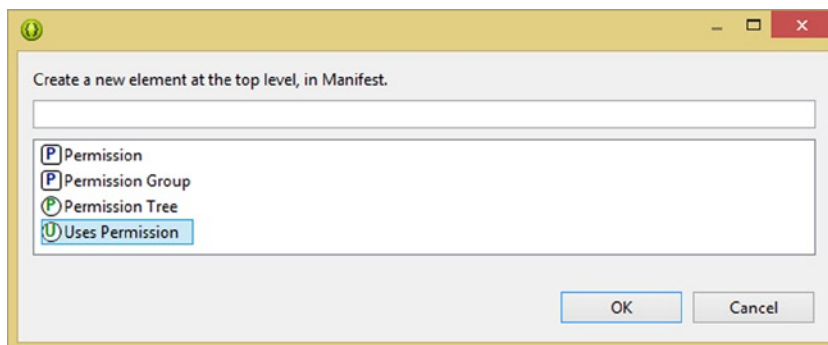 Create a new element at the top level, in Manifest.
P Permission
P Permission Group
P Permission Tree
U Uses Permission
OK Cancel